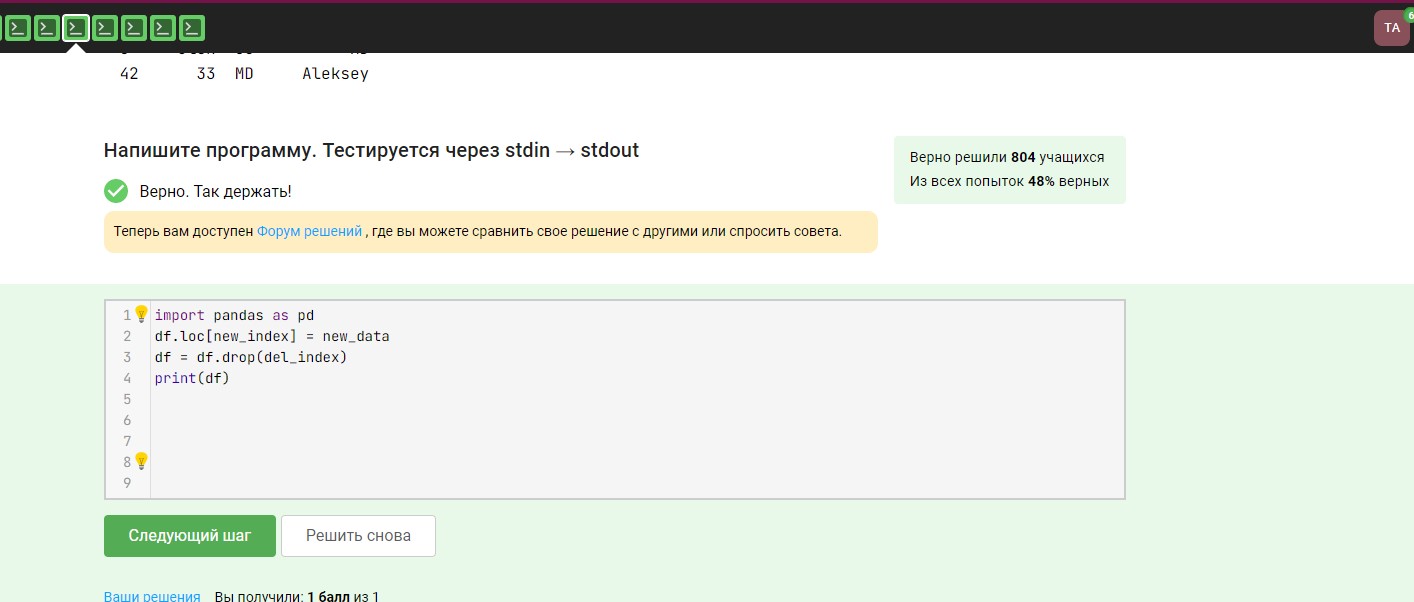 TA
6
42 33 MD Aleksey
Напишите программу. Тестируется через stdin → stdout
Верно решили 804 учащихся
Из всех попыток 48% верных
Верно. Так держать!
Теперь вам доступен Форум решений , где вы можете сравнить свое решение с другими или спросить совета.
1 import pandas as pd
2 df.loc[new_index] = new_data
3 df = df.drop(del_index)
4 print(df)
5
6
7
8
9
Следующий шаг Решить снова
Ваши решения Вы получили: 1 балл из 1